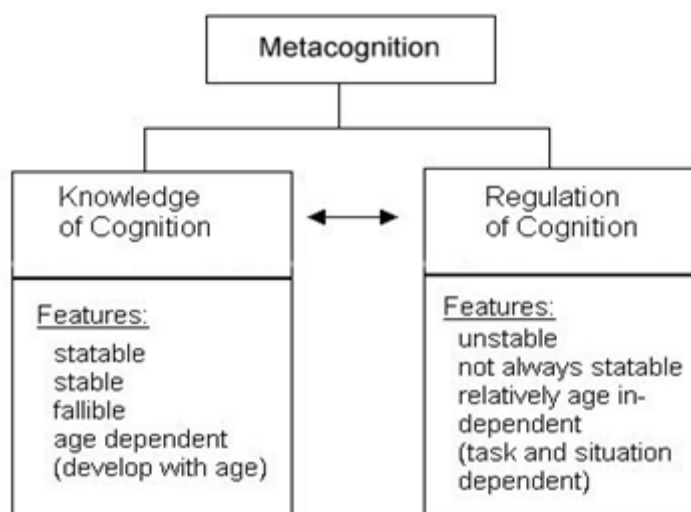 Metacognition
Knowledge
of Cognition
Features:
statable
stable
fallible
age dependent
(develop with age)
Regulation
of Cognition
Features:
unstable
not always statable
relatively age in-
dependent
(task and situation
dependent)